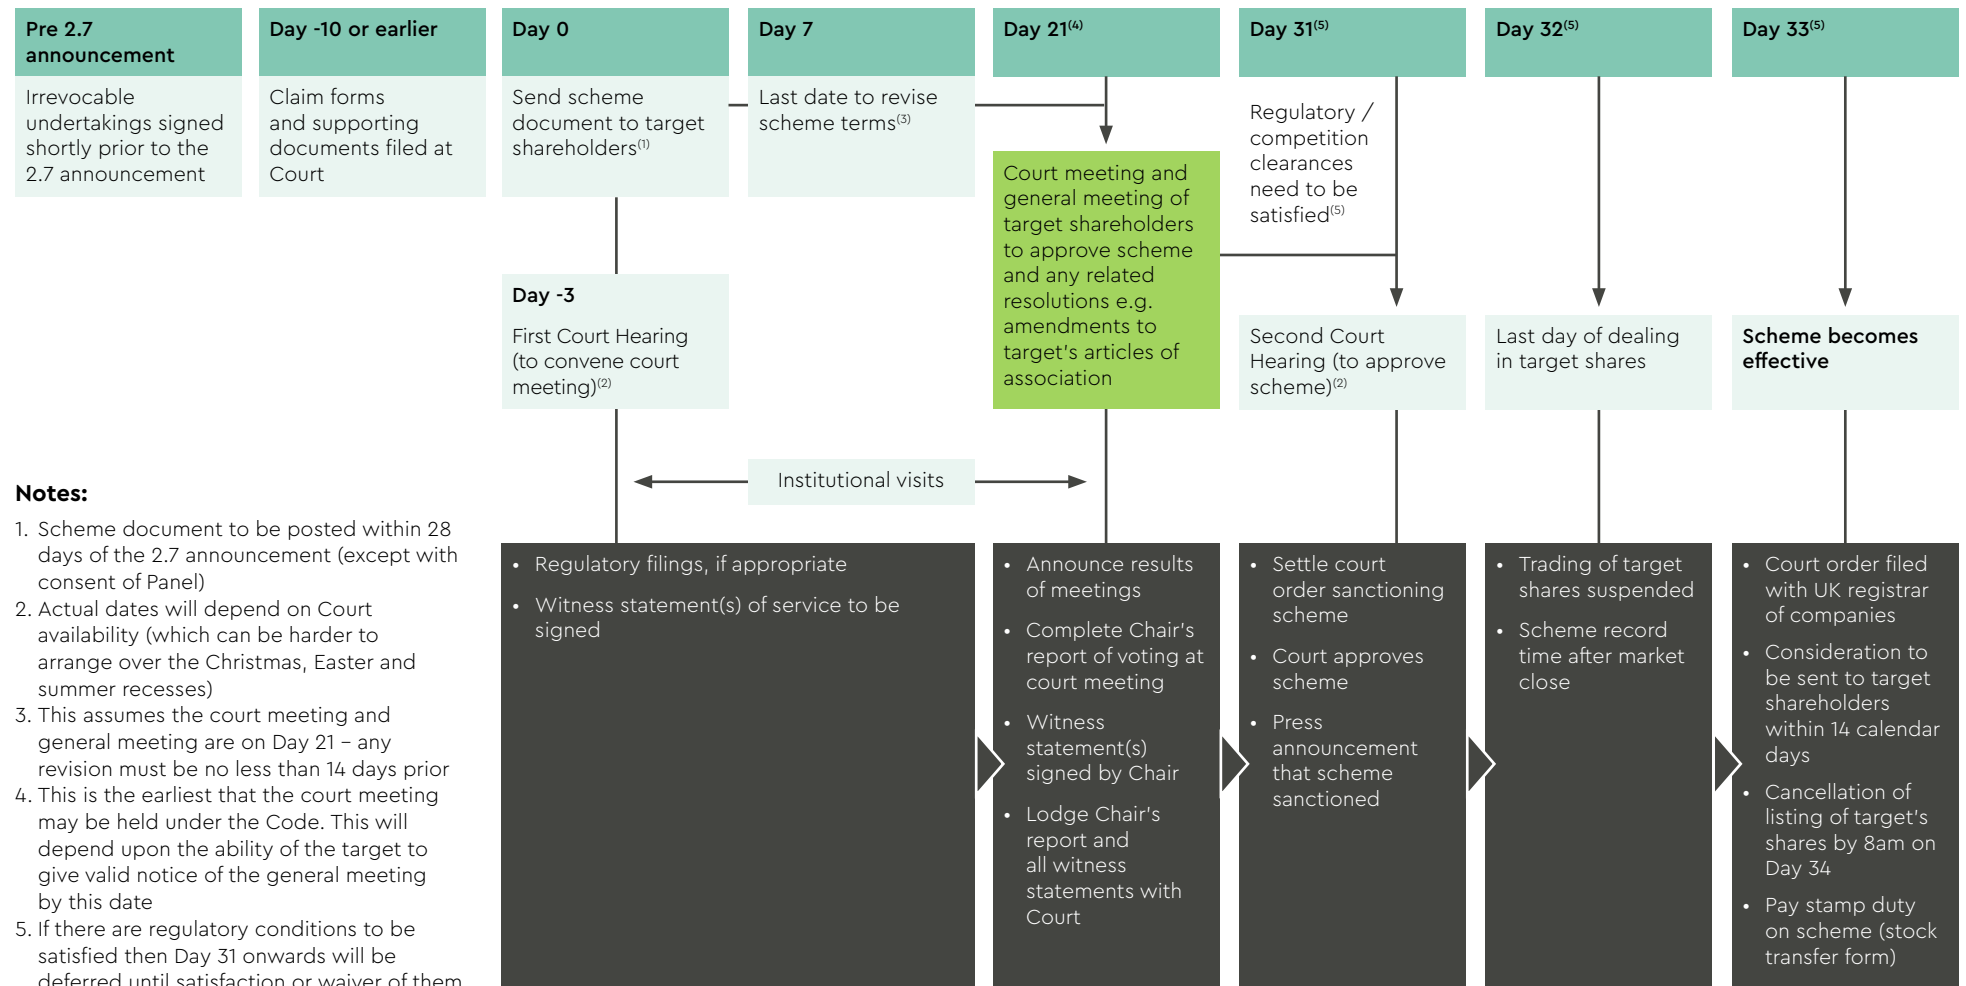 Pre 2.7
announcement
Irrevocable
undertakings signed
shortly prior to the
2.7 announcement
Day -10 or earlier
Claim forms
and supporting
documents filed at
Court
Day 0
Send scheme
document to target
shareholders(1)
Day -3
First Court Hearing
(to convene court
meeting)(2)
Day 7
Last date to revise
scheme terms(3)
Institutional visits
• Regulatory filings, if appropriate
• Witness statement(s) of service to be
signed
Day 21(4)
Court meeting and
general meeting of
target shareholders
to approve scheme
and any related
resolutions e.g.
amendments to
target's articles of
association
• Announce results
of meetings
• Complete Chair's
report of voting at
court meeting
• Witness
statement(s)
signed by Chair
• Lodge Chair's
report and
all witness
statements with
Court
Day 31(5)
Regulatory /
competition
clearances
need to be
satisfied(5)
Second Court
Hearing (to approve
scheme)(2)
• Settle court
order sanctioning
scheme
• Court approves
scheme
• Press
announcement
that scheme
sanctioned
Day 32(5)
Last day of dealing
in target shares
• Trading of target
shares suspended
• Scheme record
time after market
close
Day 33(5)
Scheme becomes
effective
• Court order filed
with UK registrar
of companies
• Consideration to
be sent to target
shareholders
within 14 calendar
days
• Cancellation of
listing of target's
shares by 8am on
Day 34
• Pay stamp duty
on scheme (stock
transfer form)
Notes:
1. Scheme document to be posted within 28
days of the 2.7 announcement (except with
consent of Panel)
2. Actual dates will depend on Court
availability (which can be harder to
arrange over the Christmas, Easter and
summer recesses)
3. This assumes the court meeting and
general meeting are on Day 21 – any
revision must be no less than 14 days prior
4. This is the earliest that the court meeting
may be held under the Code. This will
depend upon the ability of the target to
give valid notice of the general meeting
by this date
5. If there are regulatory conditions to be
satisfied then Day 31 onwards will be
deferred until satisfaction or waiver of them